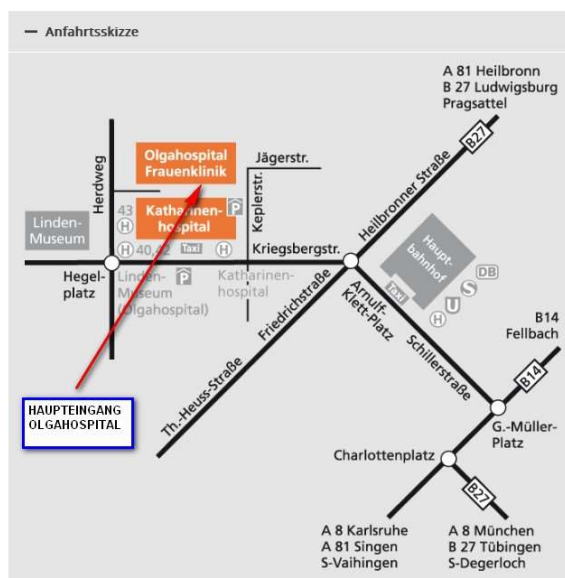 Anfahrtsskizze
A 81 Heilbronn
B 27 Ludwigsburg
Pragsattel
B27
Olgahospital
Frauenklinik
Jägerstr.
Herdweg
Keplerstr.
Heilbronner Straße
43
H
Katharinen-
hospital
P
Linden-
Museum
H
40,42
Taxi
H
Kriegsbergstr.
Haupt-
bahnhof
Taxi
H
U
S
DB
Hegel-
platz
Linden-
Museum
(Olgahospital)
P
Katharinen-
hospital
Friedrichstraße
Arnulf-
Klett-Platz
Schillerstraße
B14
Fellbach
B14
HAUPTEINGANG
OLGAHOSPITAL
Th.-Heuss-Straße
G.-Müller-
Platz
Charlottenplatz
B27
A 8 Karlsruhe
A 81 Singen
S-Vaihingen
A 8 München
B 27 Tübingen
S-Degerloch